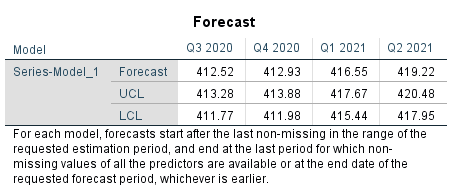 Forecast
Model Q3 2020 Q4 2020 Q1 2021 Q2 2021
Series-Model_1 Forecast 412.52 412.93 416.55 419.22
UCL 413.28 413.88 417.67 420.48
LCL 411.77 411.98 415.44 417.95
For each model, forecasts start after the last non-missing in the range of the
requested estimation period, and end at the last period for which non-
missing values of all the predictors are available or at the end date of the
requested forecast period, whichever is earlier.